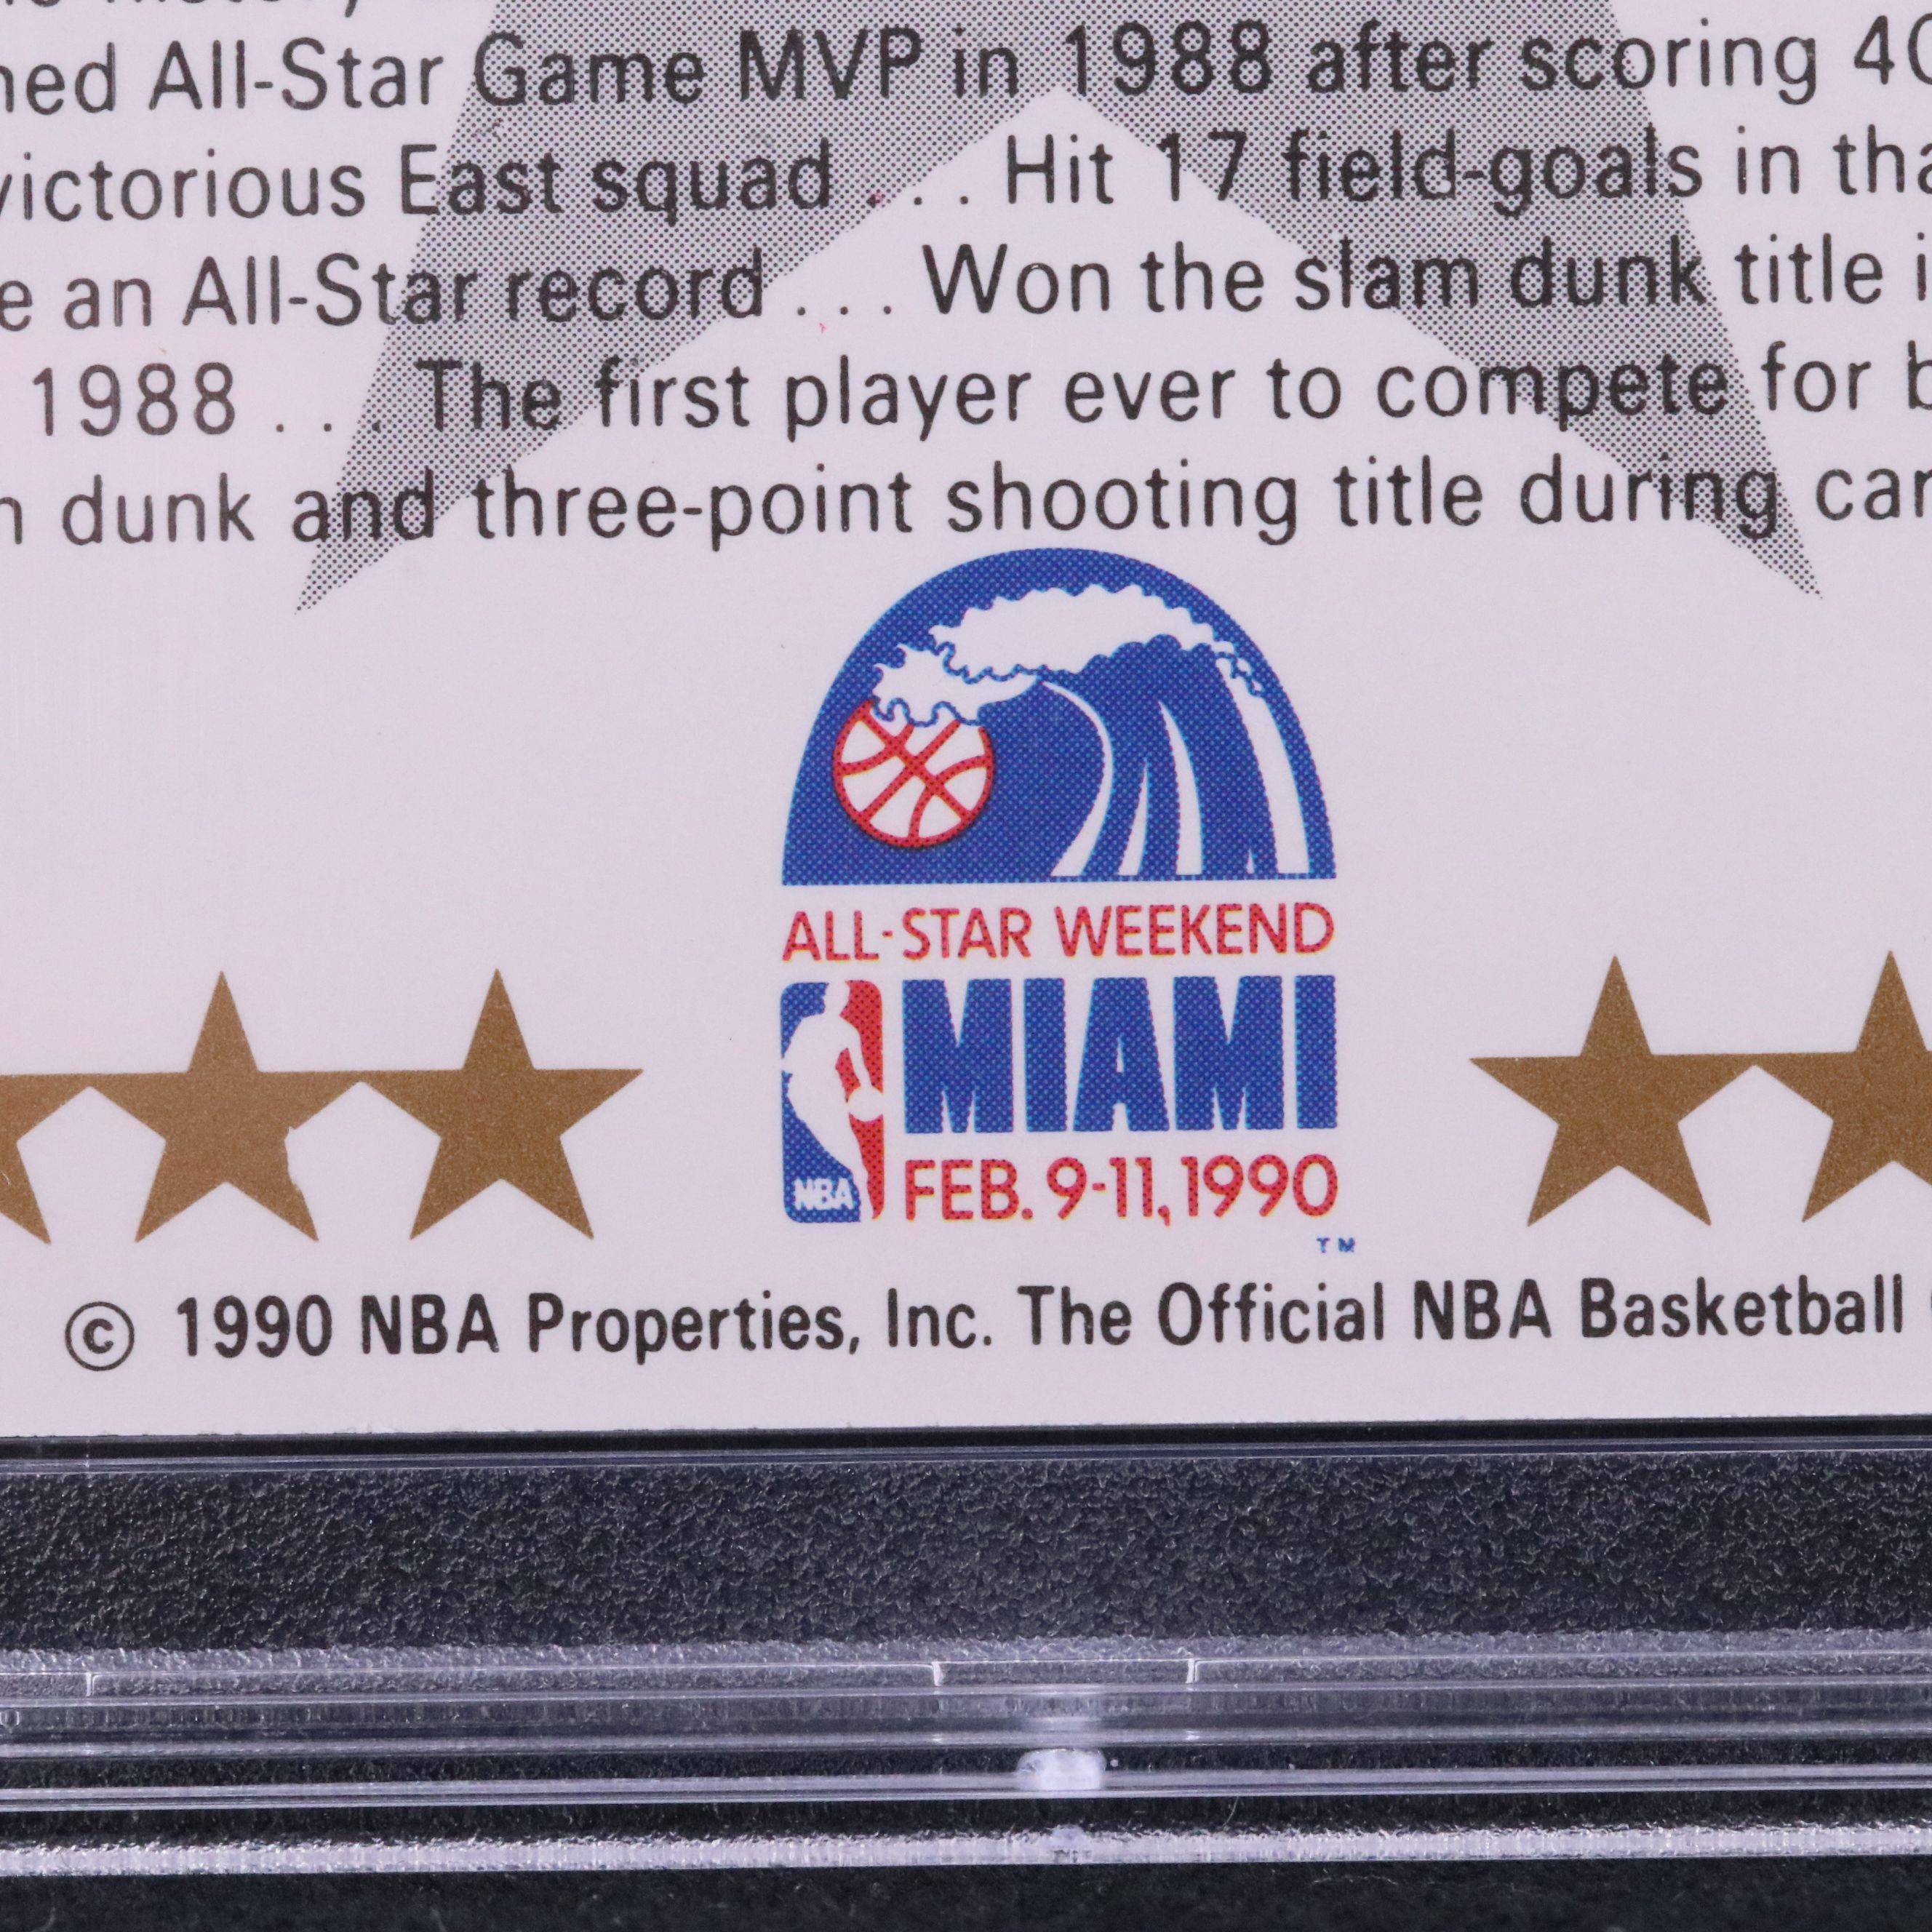 ned All-Star Game MVP in 1988 after scoring 40
victorious East squad . . . Hit 17 field-goals in tha
e an All-Star record . . . Won the slam dunk title i
1988 . . . The first player ever to compete for b
m dunk and three-point shooting title during car
ALL-STAR WEEKEND
MIAMI
NBA
FEB. 9-11, 1990
TM
© 1990 NBA Properties, Inc. The Official NBA Basketball